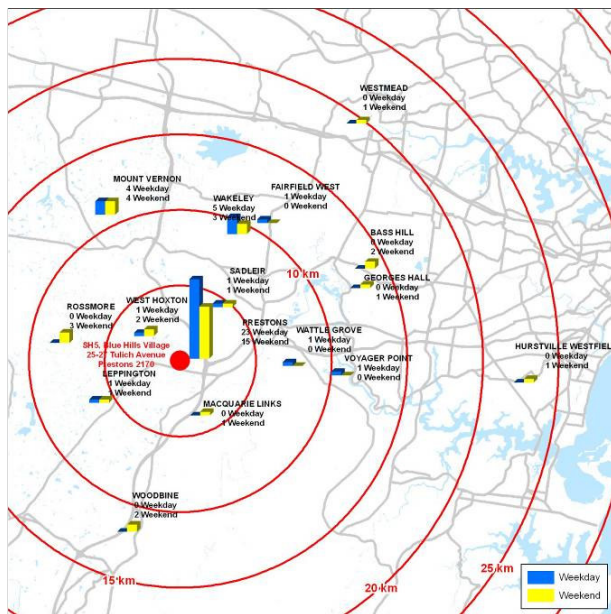 WESTMEAD
0 Weekday
1 Weekend
MOUNT VERNON
4 Weekday
4 Weekend
WAKELEY
5 Weekday
3 Weekend
FAIRFIELD WEST
1 Weekday
0 Weekend
BASS HILL
0 Weekday
2 Weekend
10 km
SADLEIR
1 Weekday
1 Weekend
GEORGES HALL
0 Weekday
1 Weekend
ROSSMORE
0 Weekday
3 Weekend
WEST HOXTON
1 Weekday
2 Weekend
PRESTONS
23 Weekday
15 Weekend
WATTLE GROVE
1 Weekday
0 Weekend
SH5, Blue Hills Village
25-27 Tulich Avenue
Prestons 2170
VOYAGER POINT
1 Weekday
0 Weekend
HURSTVILLE WESTFIEL
0 Weekday
1 Weekend
LEPPINGTON
1 Weekday
Weekend
MACQUARIE LINKS
0 Weekday
1 Weekend
WOODBINE
0 Weekday
2 Weekend
15 km
20 km
25 km
Weekday
Weekend